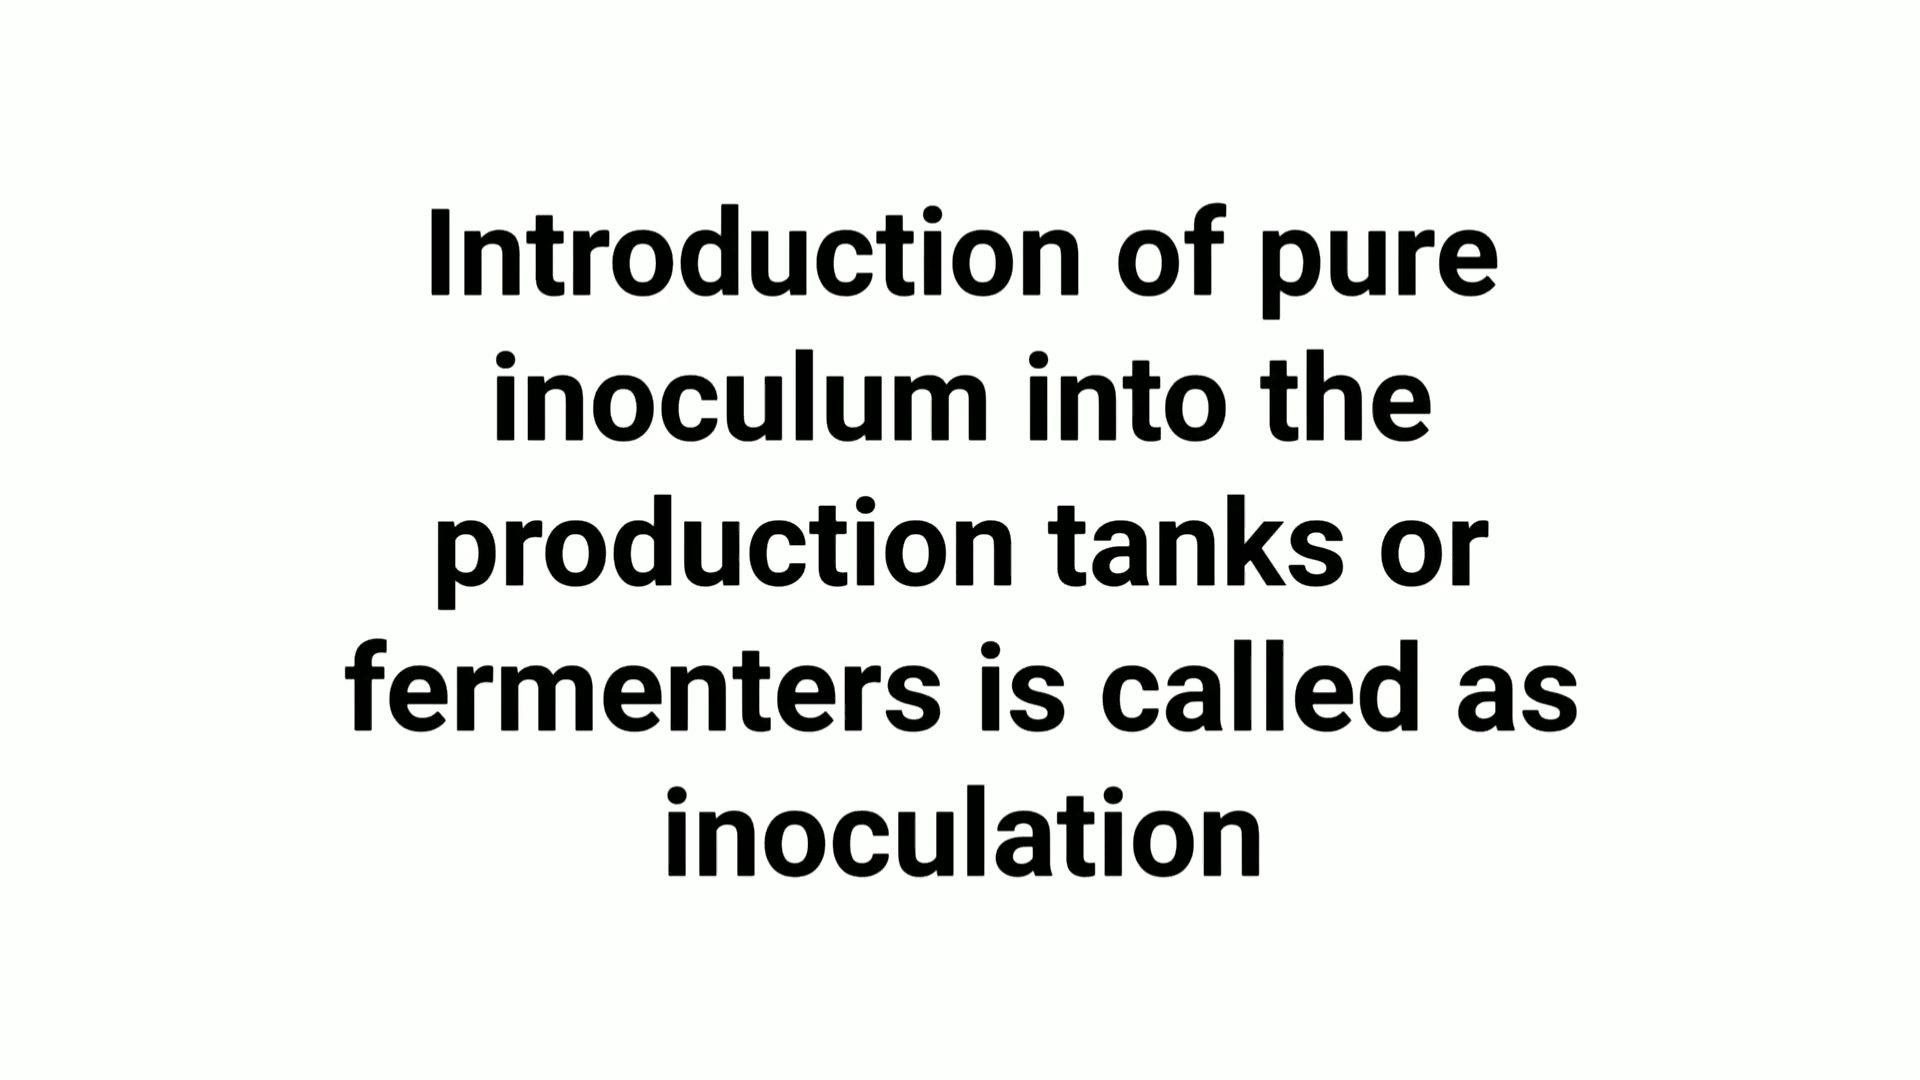 Introduction of pure
inoculum into the
production tanks or
fermenters is called as
inoculation